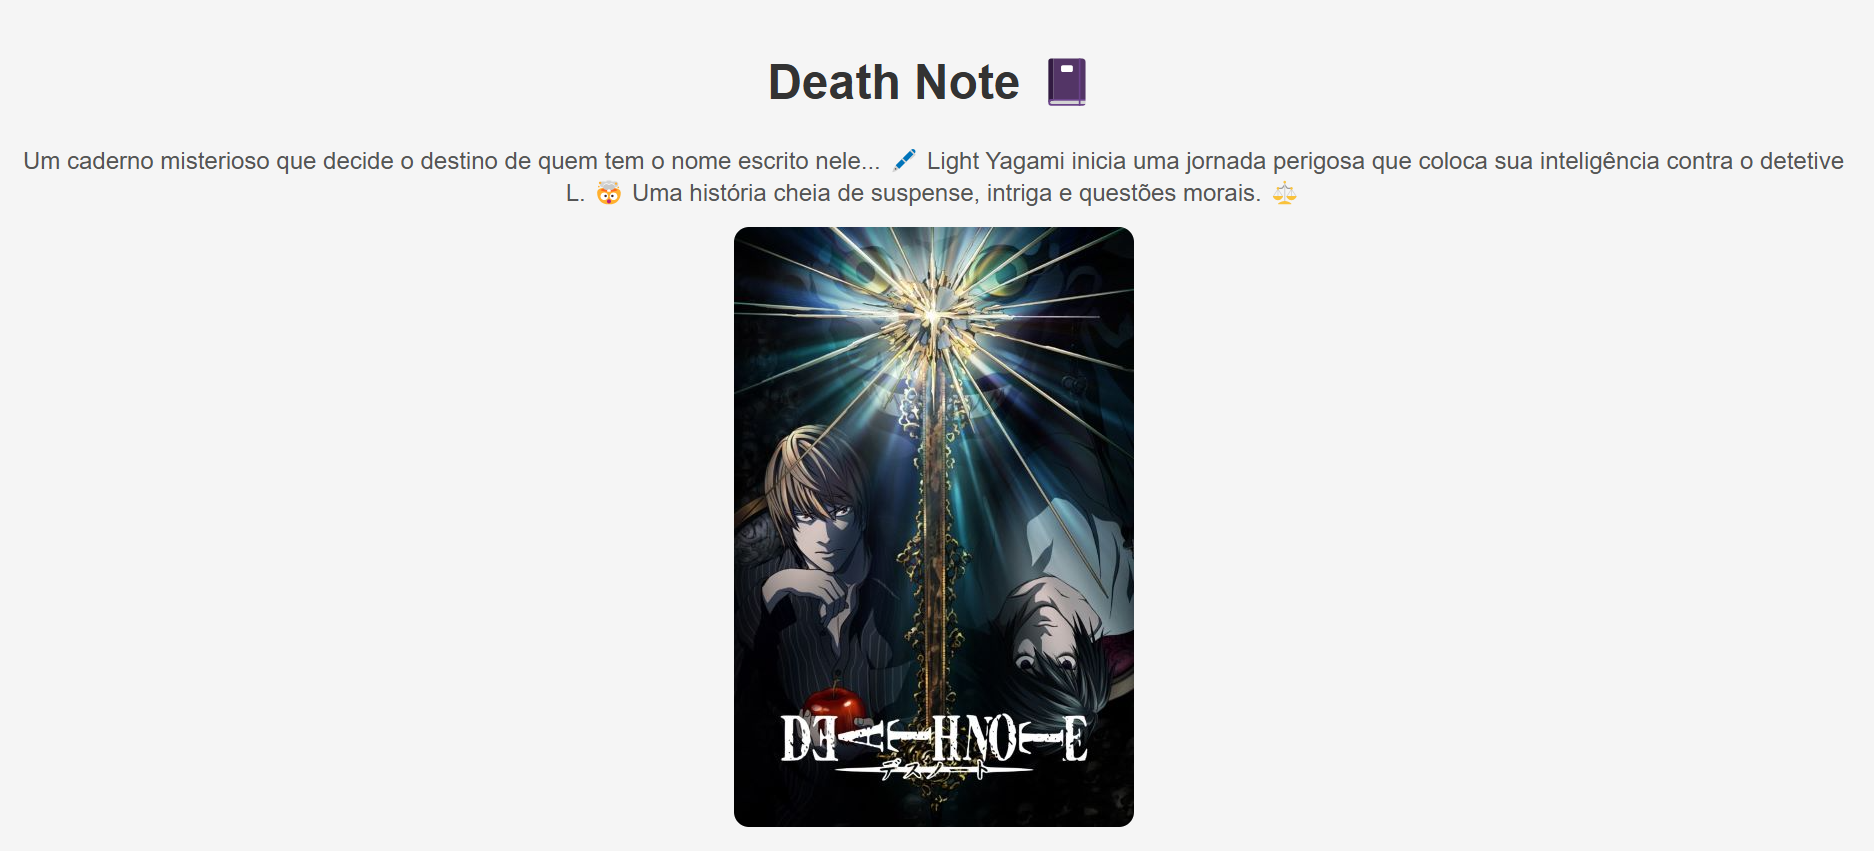 Death Note 📓
Um caderno misterioso que decide o destino de quem tem o nome escrito nele... 🖊️ Light Yagami inicia uma jornada perigosa que coloca sua inteligência contra o detetive
L. 🤯 Uma história cheia de suspense, intriga e questões morais. ⚖️
DEATH NOTE
デスノート